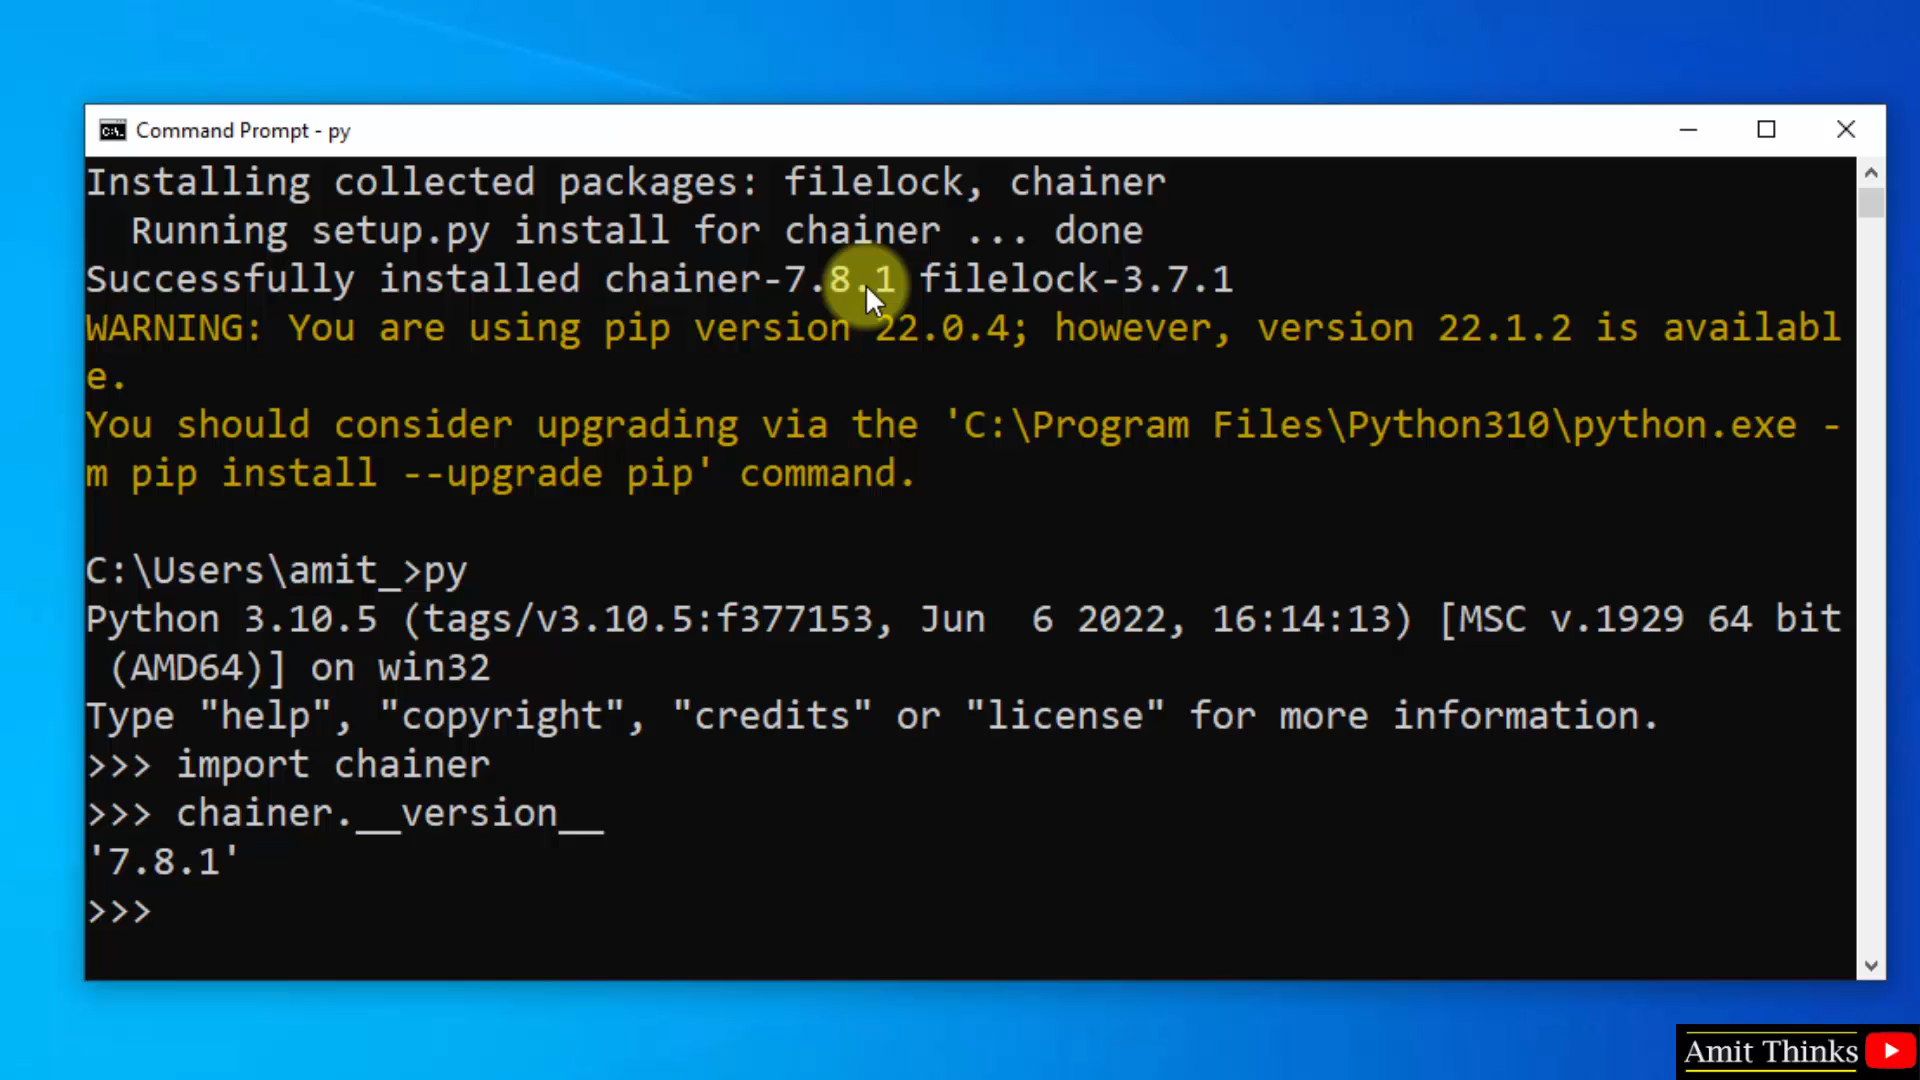 Command Prompt - py
Installing collected packages: filelock, chainer
  Running setup.py install for chainer ... done
Successfully installed chainer-7.8.1 filelock-3.7.1
WARNING: You are using pip version 22.0.4; however, version 22.1.2 is availabl
e.
You should consider upgrading via the 'C:\Program Files\Python310\python.exe -
m pip install --upgrade pip' command.

C:\Users\amit_>py
Python 3.10.5 (tags/v3.10.5:f377153, Jun  6 2022, 16:14:13) [MSC v.1929 64 bit
 (AMD64)] on win32
Type "help", "copyright", "credits" or "license" for more information.
>>> import chainer
>>> chainer.__version__
'7.8.1'
>>>
Amit Thinks